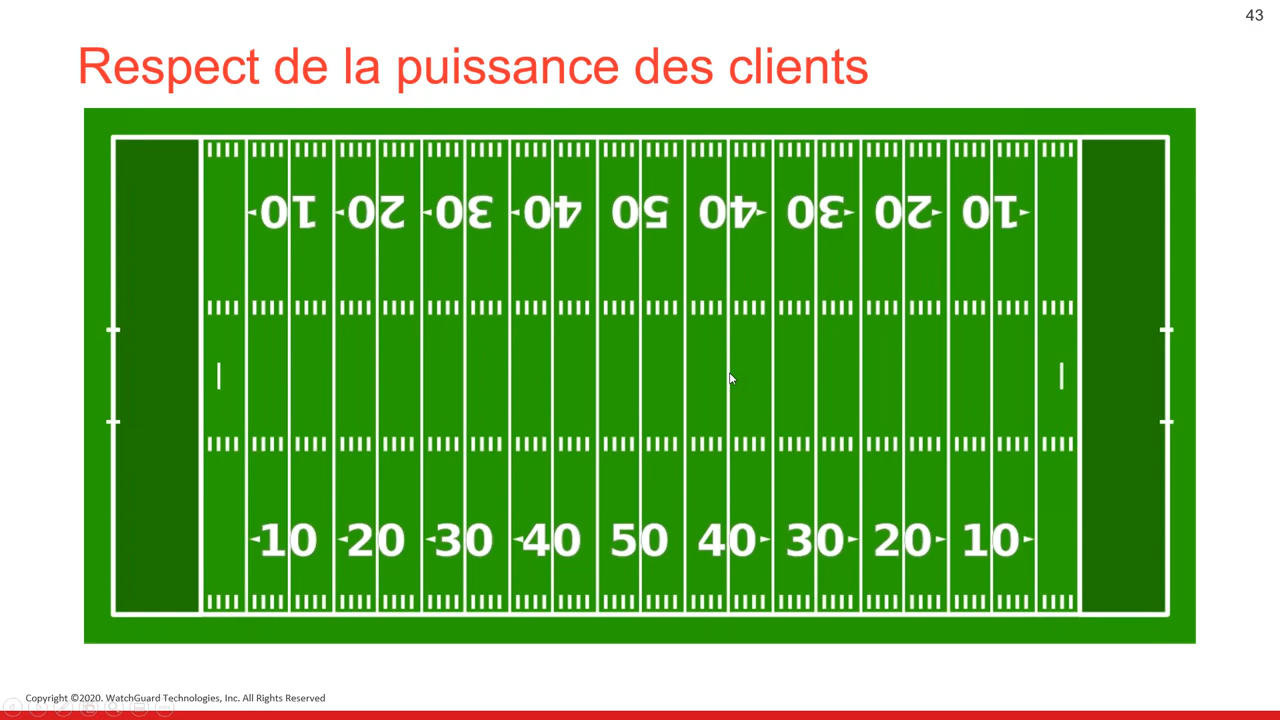 43
Respect de la puissance des clients
10 20 30 40 50 40 30 20 10
10 20 30 40 50 40 30 20 10
Copyright ©2020. WatchGuard Technologies, Inc. All Rights Reserved